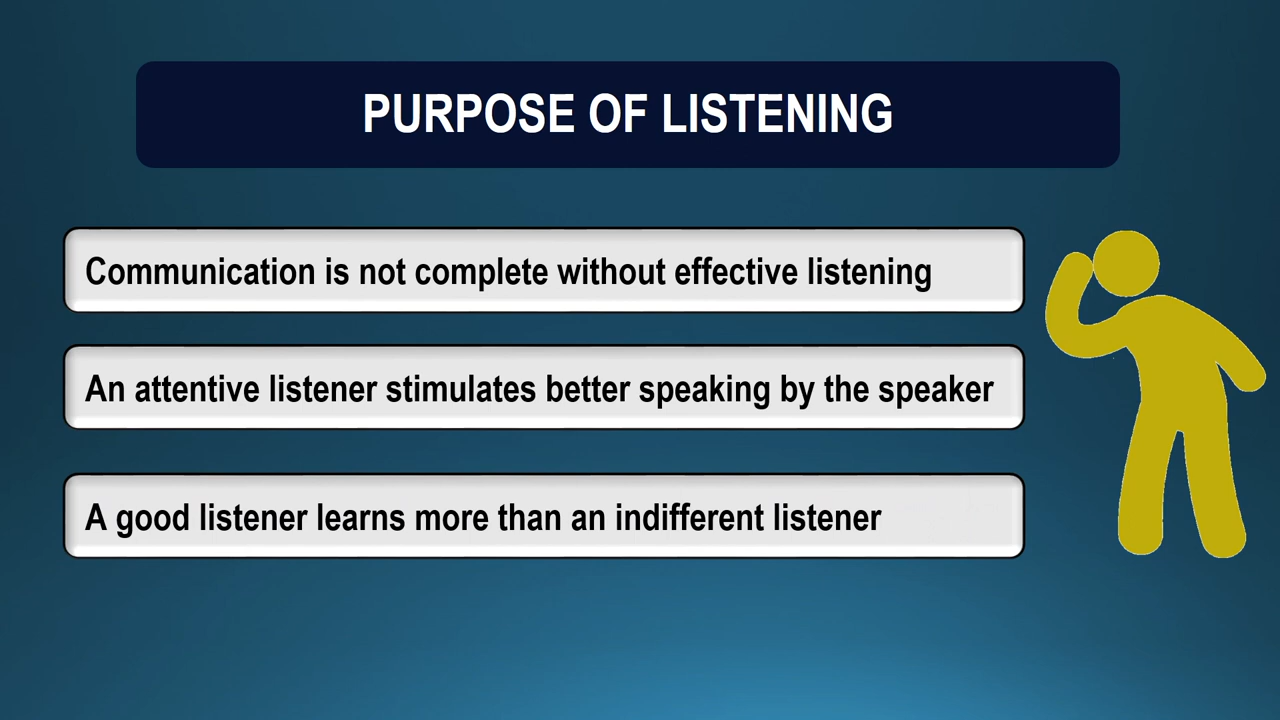 PURPOSE OF LISTENING
Communication is not complete without effective listening
An attentive listener stimulates better speaking by the speaker
A good listener learns more than an indifferent listener